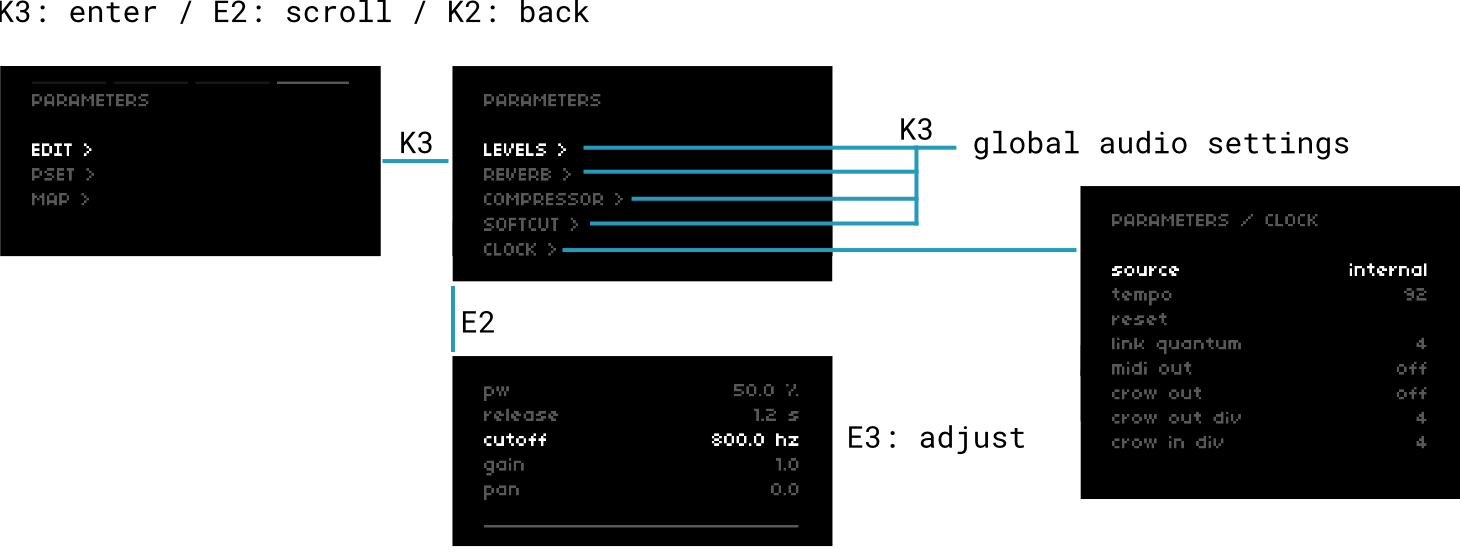 K3: enter / E2: scroll / K2: back
PARAMETERS
EDIT >
PSET >
MAP >
K3
PARAMETERS
LEVELS >
REVERB >
COMPRESSOR >
SOFTCUT >
CLOCK >
K3
global audio settings
PARAMETERS / CLOCK
source internal
tempo 92
reset
link quantum 4
midi out off
crow out off
crow out div 4
crow in div 4
E2
pw 50.0 %
release 1.2 s
cutoff 800.0 hz
gain 1.0
pan 0.0
E3: adjust